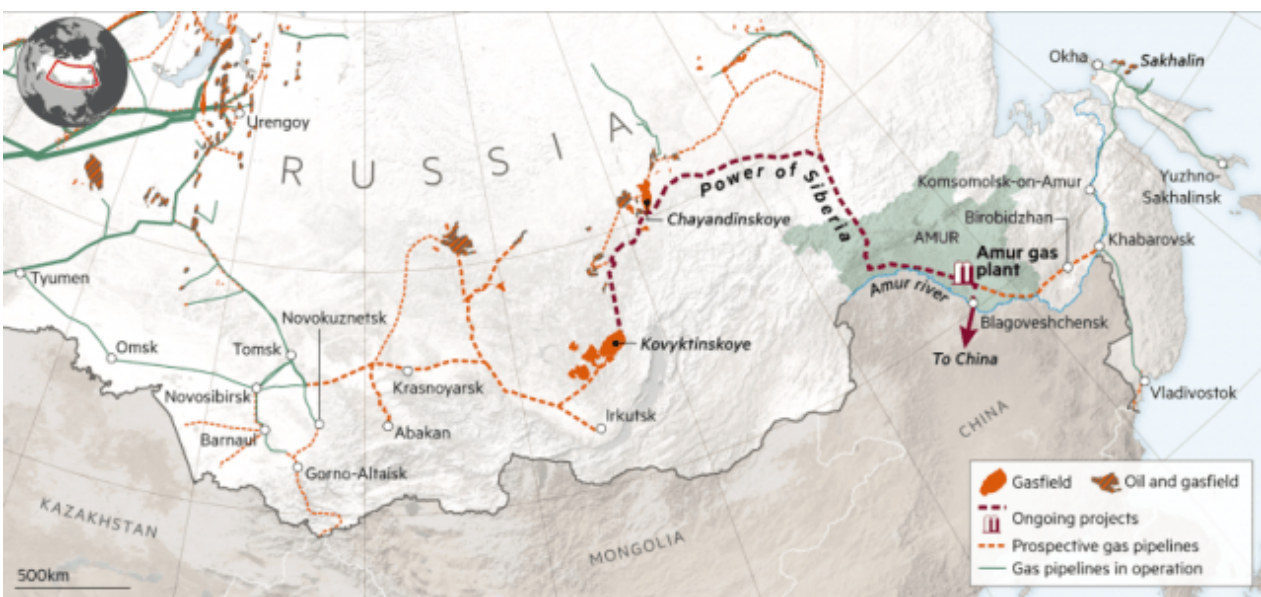 Okha
Sakhalin
Urengoy
RUSSIA
Power of Siberia
Chayandinskoye
Komsomolsk-on-Amur
Yuzhno-
Sakhalinsk
Birobidzhan
AMUR
Amur gas
plant
Khabarovsk
Tyumen
Amur river
Novokuznetsk
Blagoveshchensk
Omsk
Tomsk
Kovyktinskoye
To China
Krasnoyarsk
Novosibirsk
Vladivostok
Irkutsk
Abakan
Barnaul
CHINA
Gorno-Altaisk
KAZAKHSTAN
MONGOLIA
Gasfield
Oil and gasfield
Ongoing projects
Prospective gas pipelines
Gas pipelines in operation
500km